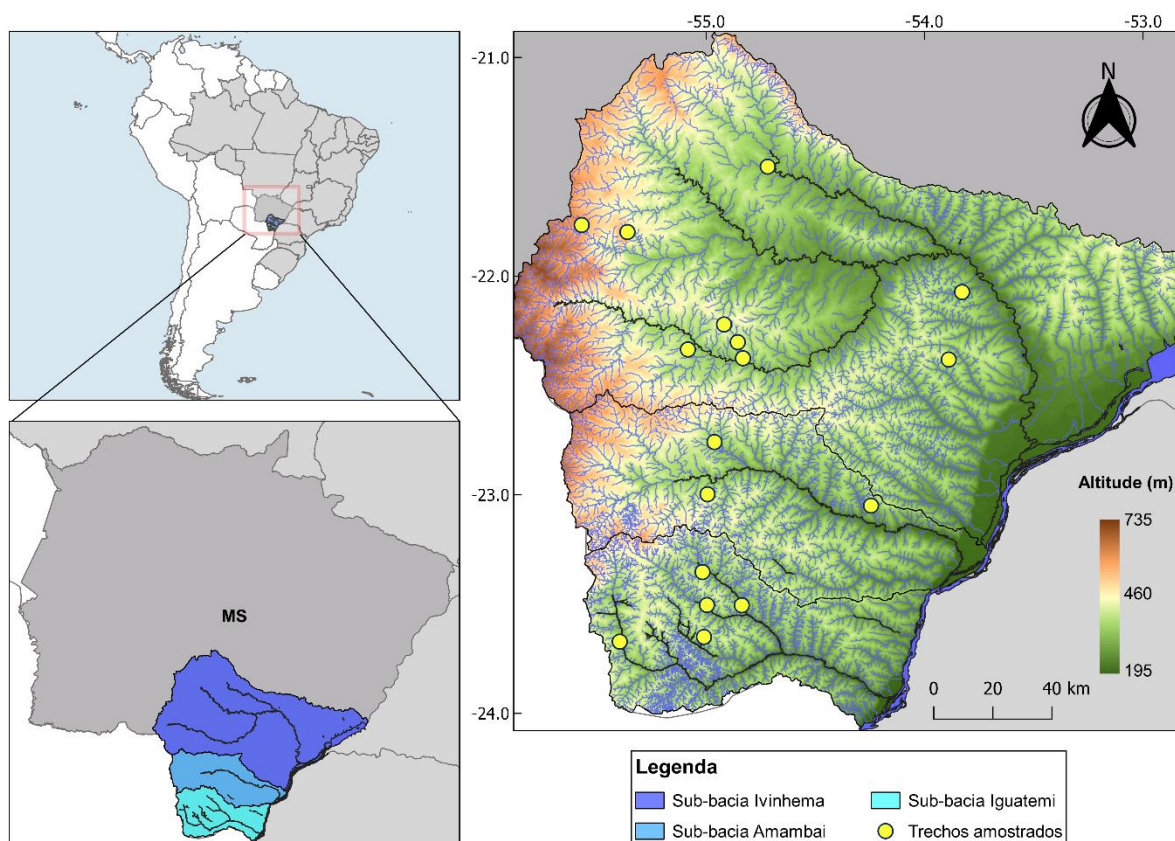 -55.0
-54.0
-53.0
-21.0
-22.0
-23.0
-24.0
N
MS
Altitude (m)
735
460
195
0 20 40 km
Legenda
Sub-bacia Ivinhema
Sub-bacia Iguatemi
Sub-bacia Amambai
Trechos amostrados